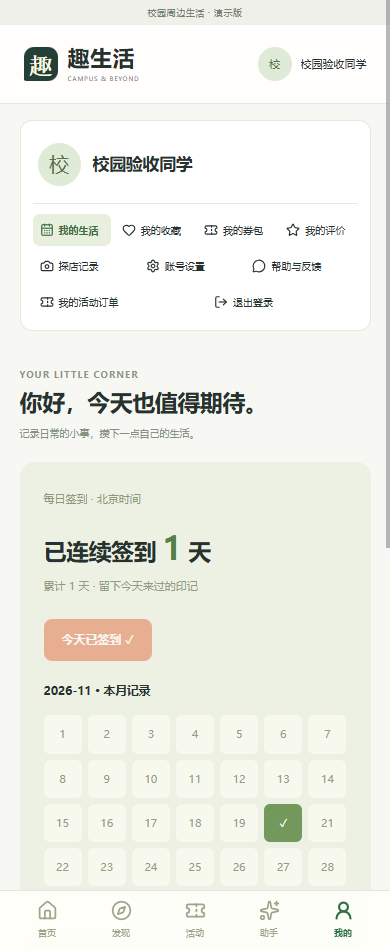 校园周边生活 · 演示版
趣 趣生活
CAMPUS & BEYOND
校 校园验收同学
校 校园验收同学
我的生活 我的收藏 我的券包 我的评价
探店记录 账号设置 帮助与反馈
我的活动订单 退出登录
YOUR LITTLE CORNER
你好，今天也值得期待。
记录日常的小事，攒下一点自己的生活。
每日签到 · 北京时间
已连续签到 1 天
累计 1 天 · 留下今天来过的印记
今天已签到 ✓
2026-11 • 本月记录
1 2 3 4 5 6 7
8 9 10 11 12 13 14
15 16 17 18 19 ✓ 21
22 23 24 25 26 27 28
首页 发现 活动 助手 我的